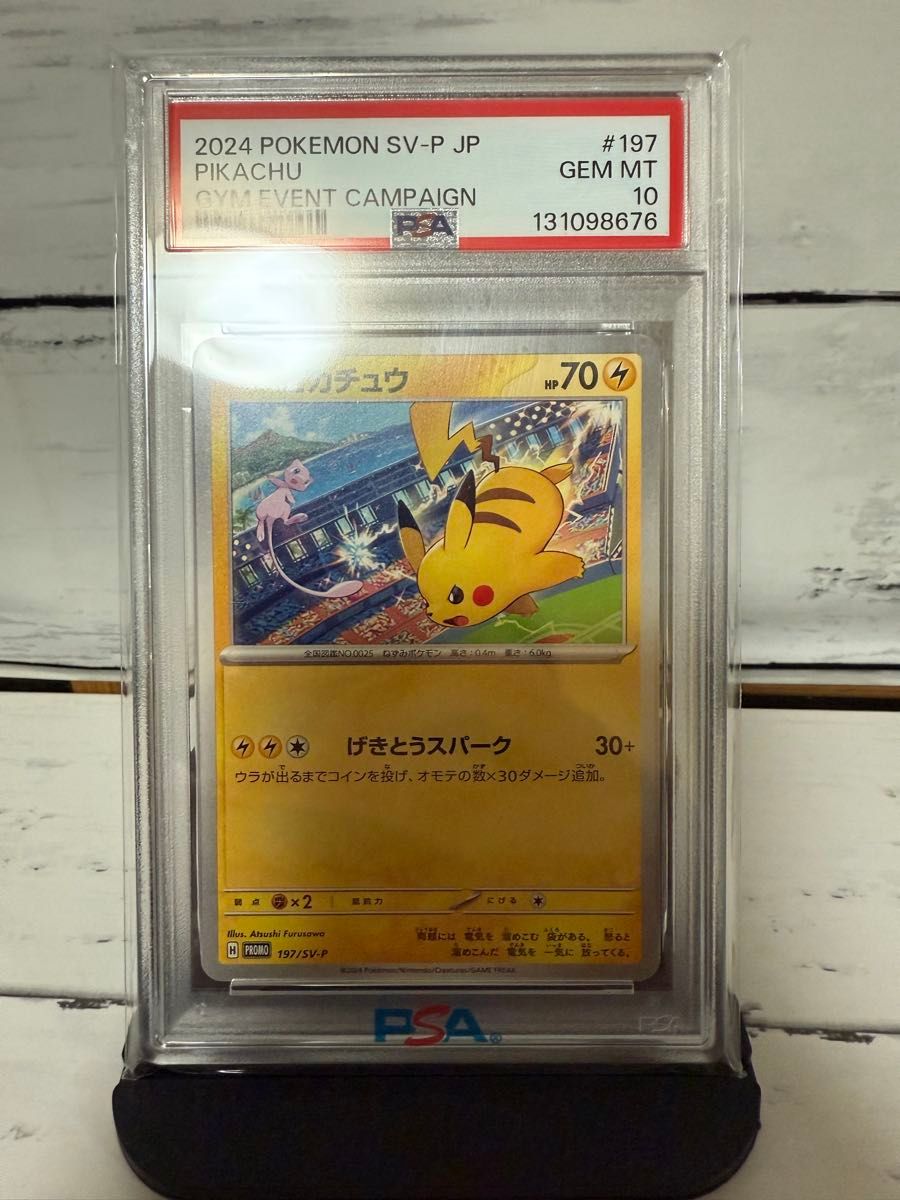 2024 POKEMON SV-P JP #197
PIKACHU GEM MT
GYM EVENT CAMPAIGN 10
PSA 131098676
カチュウ HP70
全国図鑑NO.0025 ねずみポケモン 高さ:0.4m 重さ:6.0kg
げきとうスパーク 30+
ウラが出るまでコインを投げ、オモテの数×30ダメージ追加。
弱点 ×2 抵抗力 にげる
Illus. Atsushi Furusawa
H PROMO 197/SV-P
両頬には 電気を 溜めこむ 袋がある。 怒ると
溜めこんだ 電気を 一気に 放ってくる。
©2024 Pokémon/Nintendo/Creatures/GAME FREAK
PSA®
PSA